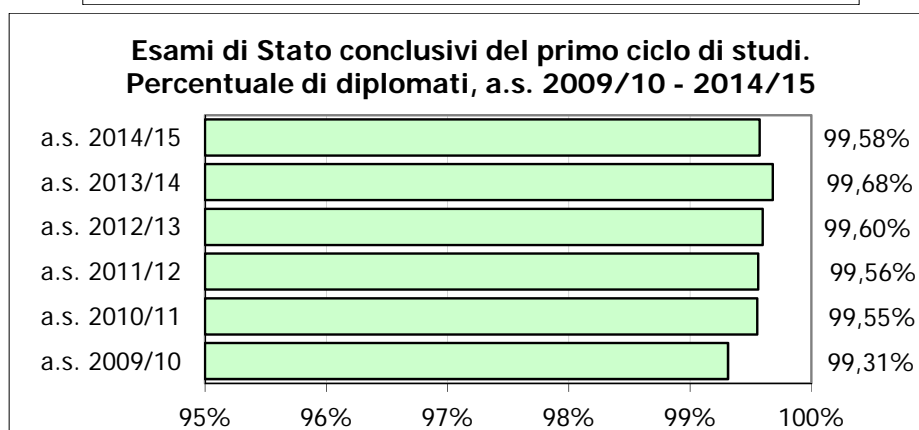 Esami di Stato conclusivi del primo ciclo di studi.
Percentuale di diplomati, a.s. 2009/10 - 2014/15
a.s. 2014/15 99,58%
a.s. 2013/14 99,68%
a.s. 2012/13 99,60%
a.s. 2011/12 99,56%
a.s. 2010/11 99,55%
a.s. 2009/10 99,31%
95% 96% 97% 98% 99% 100%